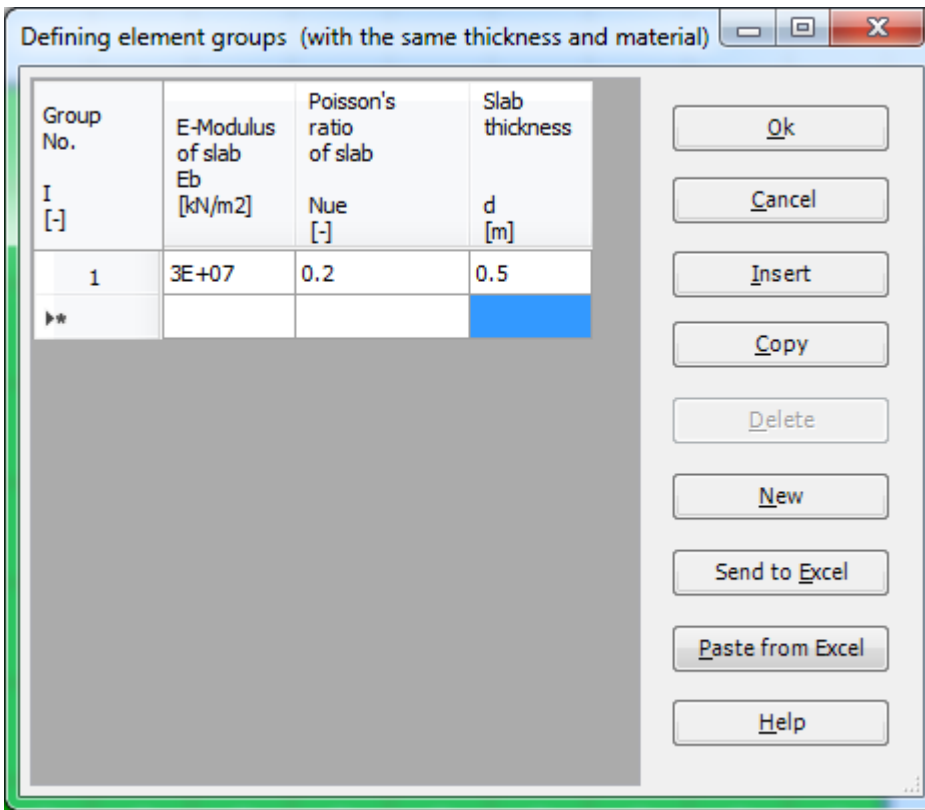 Defining element groups (with the same thickness and material)
Group
No.
I
[-]
E-Modulus
of slab
Eb
[kN/m2]
Poisson's
ratio
of slab
Nue
[-]
Slab
thickness
d
[m]
1
3E+07
0.2
0.5
Ok
Cancel
Insert
Copy
Delete
New
Send to Excel
Paste from Excel
Help